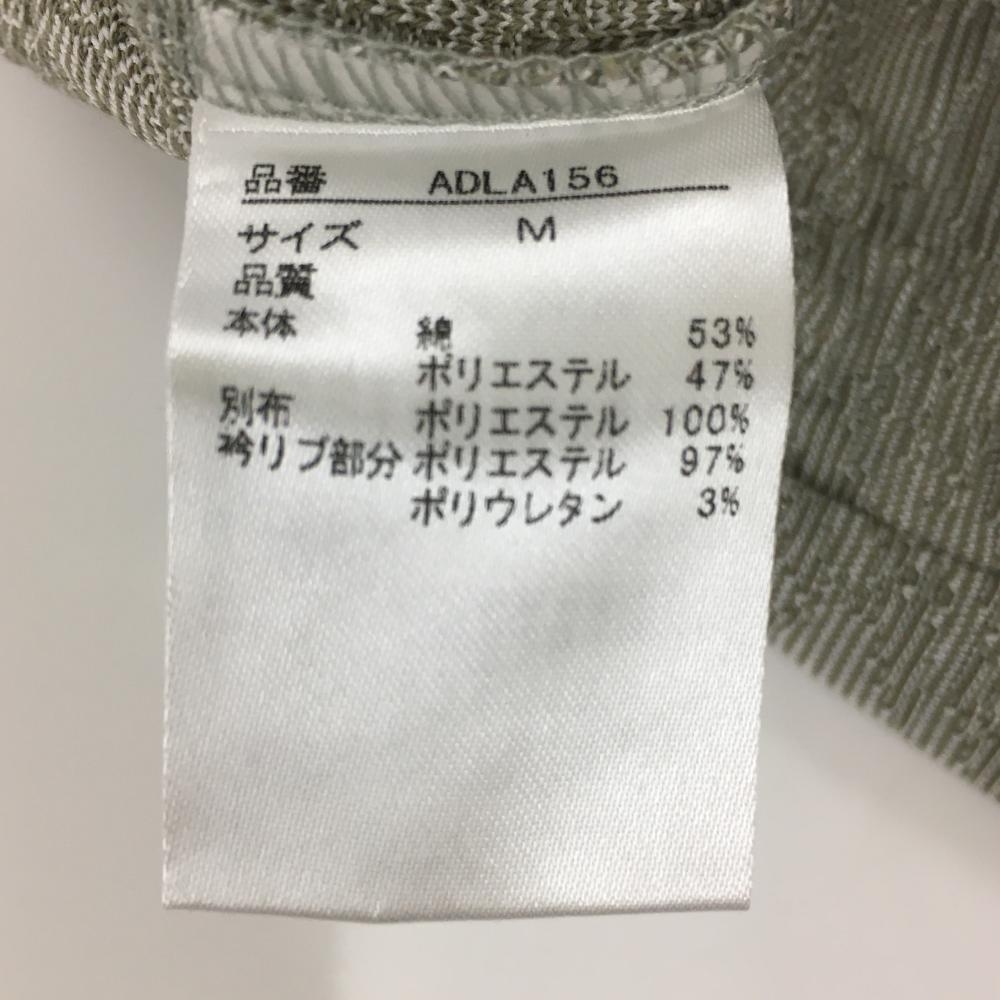 品番 ADLA156
サイズ M
品質
本体 綿 53%
ポリエステル 47%
別布 ポリエステル 100%
衿リブ部分 ポリエステル 97%
ポリウレタン 3%